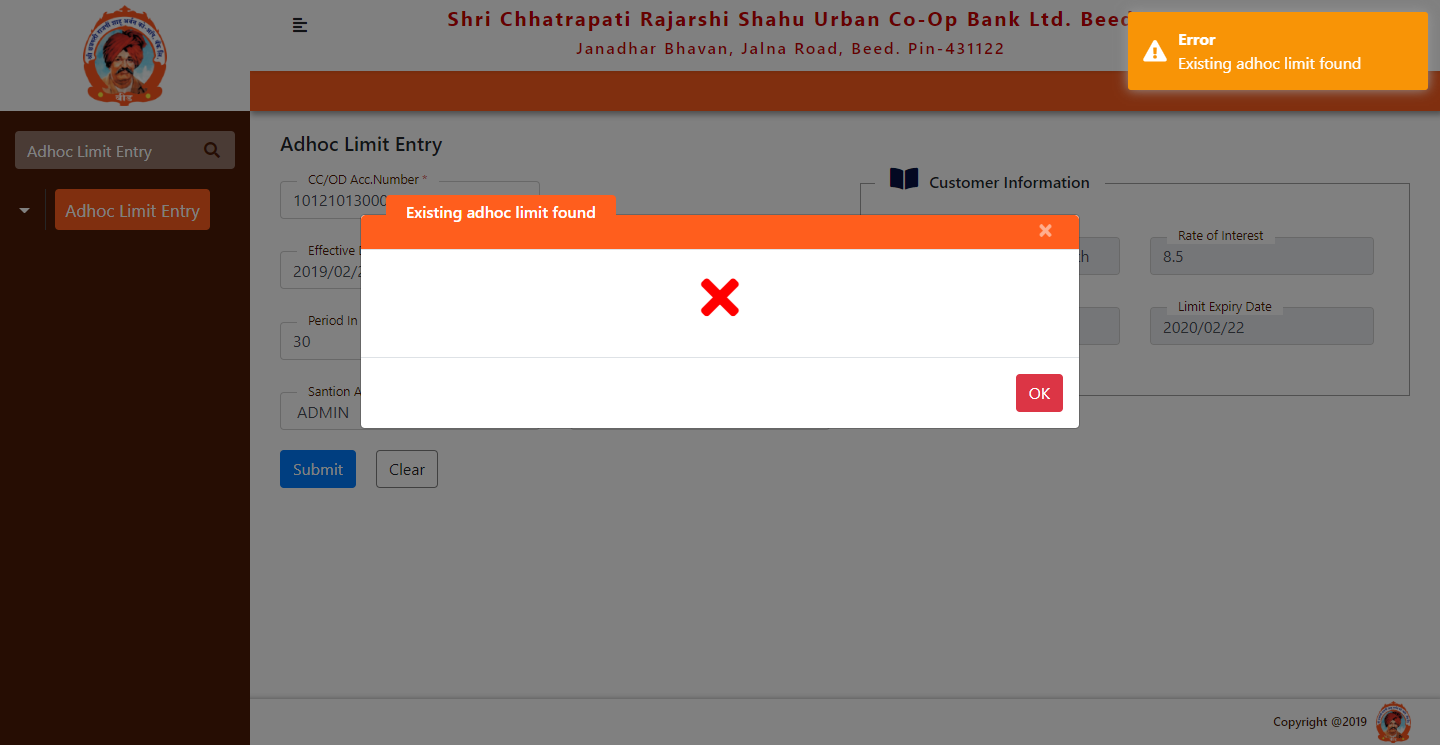 Shri Chhatrapati Rajarshi Shahu Urban Co-Op Bank Ltd. Beed
Janadhar Bhavan, Jalna Road, Beed. Pin-431122
Error
Existing adhoc limit found
Adhoc Limit Entry
Adhoc Limit Entry
Adhoc Limit Entry
CC/OD Acc.Number *
10121013000
Existing adhoc limit found
×
Customer Information
Effective
2019/02/2
Rate of Interest
8.5
Period In
30
Limit Expiry Date
2020/02/22
Santion A
ADMIN
OK
Submit
Clear
Copyright @2019